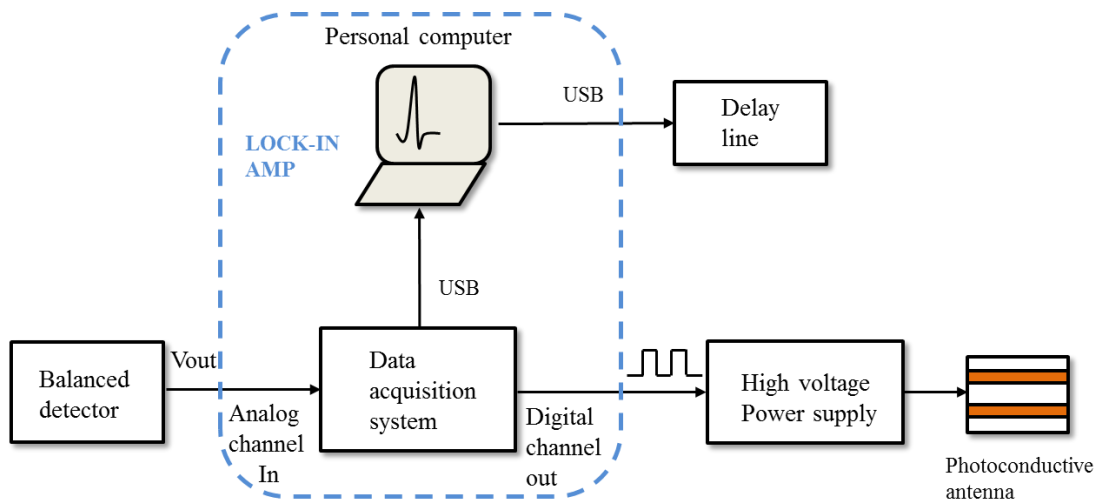 Personal computer
USB
Delay
line
LOCK-IN
AMP
USB
Balanced
detector
Vout
Analog
channel
In
Data
acquisition
system
Digital
channel
out
High voltage
Power supply
Photoconductive
antenna